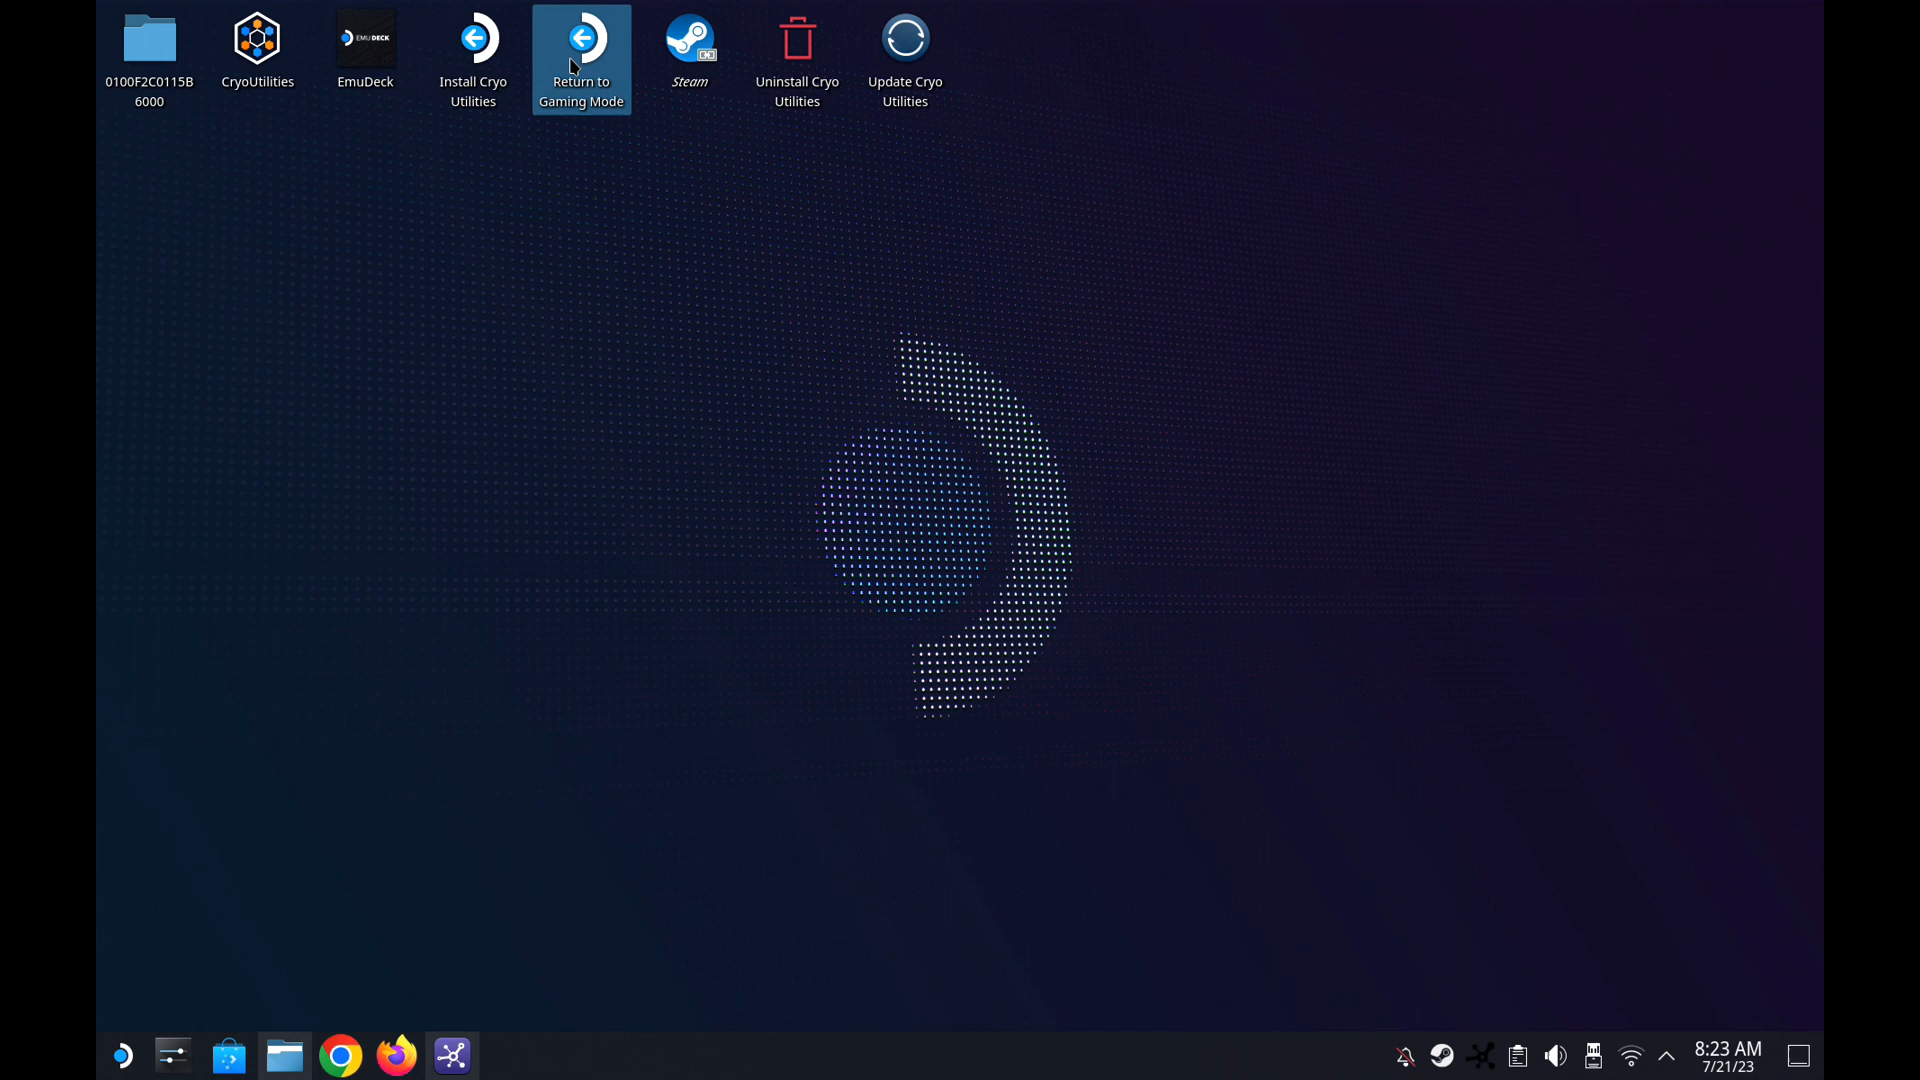 0100F2C0115B
6000
CryoUtilities
EMUDECK
EmuDeck
Install Cryo
Utilities
Return to
Gaming Mode
Steam
Uninstall Cryo
Utilities
Update Cryo
Utilities
8:23 AM
7/21/23